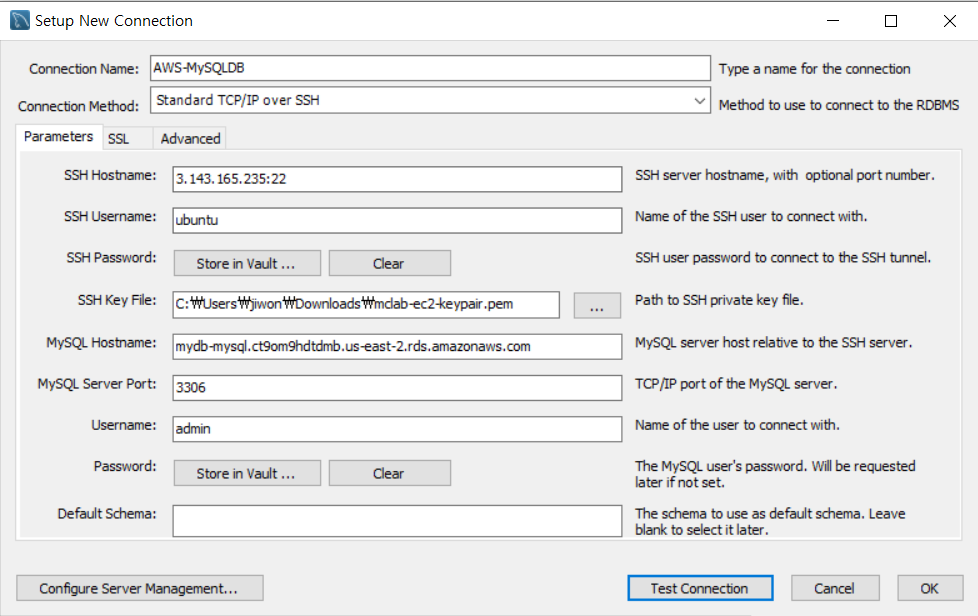 Setup New Connection
Connection Name: AWS-MySQLDB Type a name for the connection
Connection Method: Standard TCP/IP over SSH Method to use to connect to the RDBMS
Parameters SSL Advanced
SSH Hostname: 3.143.165.235:22 SSH server hostname, with optional port number.
SSH Username: ubuntu Name of the SSH user to connect with.
SSH Password: Store in Vault ... Clear SSH user password to connect to the SSH tunnel.
SSH Key File: C:₩Users₩jiwon₩Downloads₩mclab-ec2-keypair.pem ... Path to SSH private key file.
MySQL Hostname: mydb-mysql.ct9om9hdtdmb.us-east-2.rds.amazonaws.com MySQL server host relative to the SSH server.
MySQL Server Port: 3306 TCP/IP port of the MySQL server.
Username: admin Name of the user to connect with.
Password: Store in Vault ... Clear The MySQL user's password. Will be requested
later if not set.
Default Schema: The schema to use as default schema. Leave
blank to select it later.
Configure Server Management... Test Connection Cancel OK